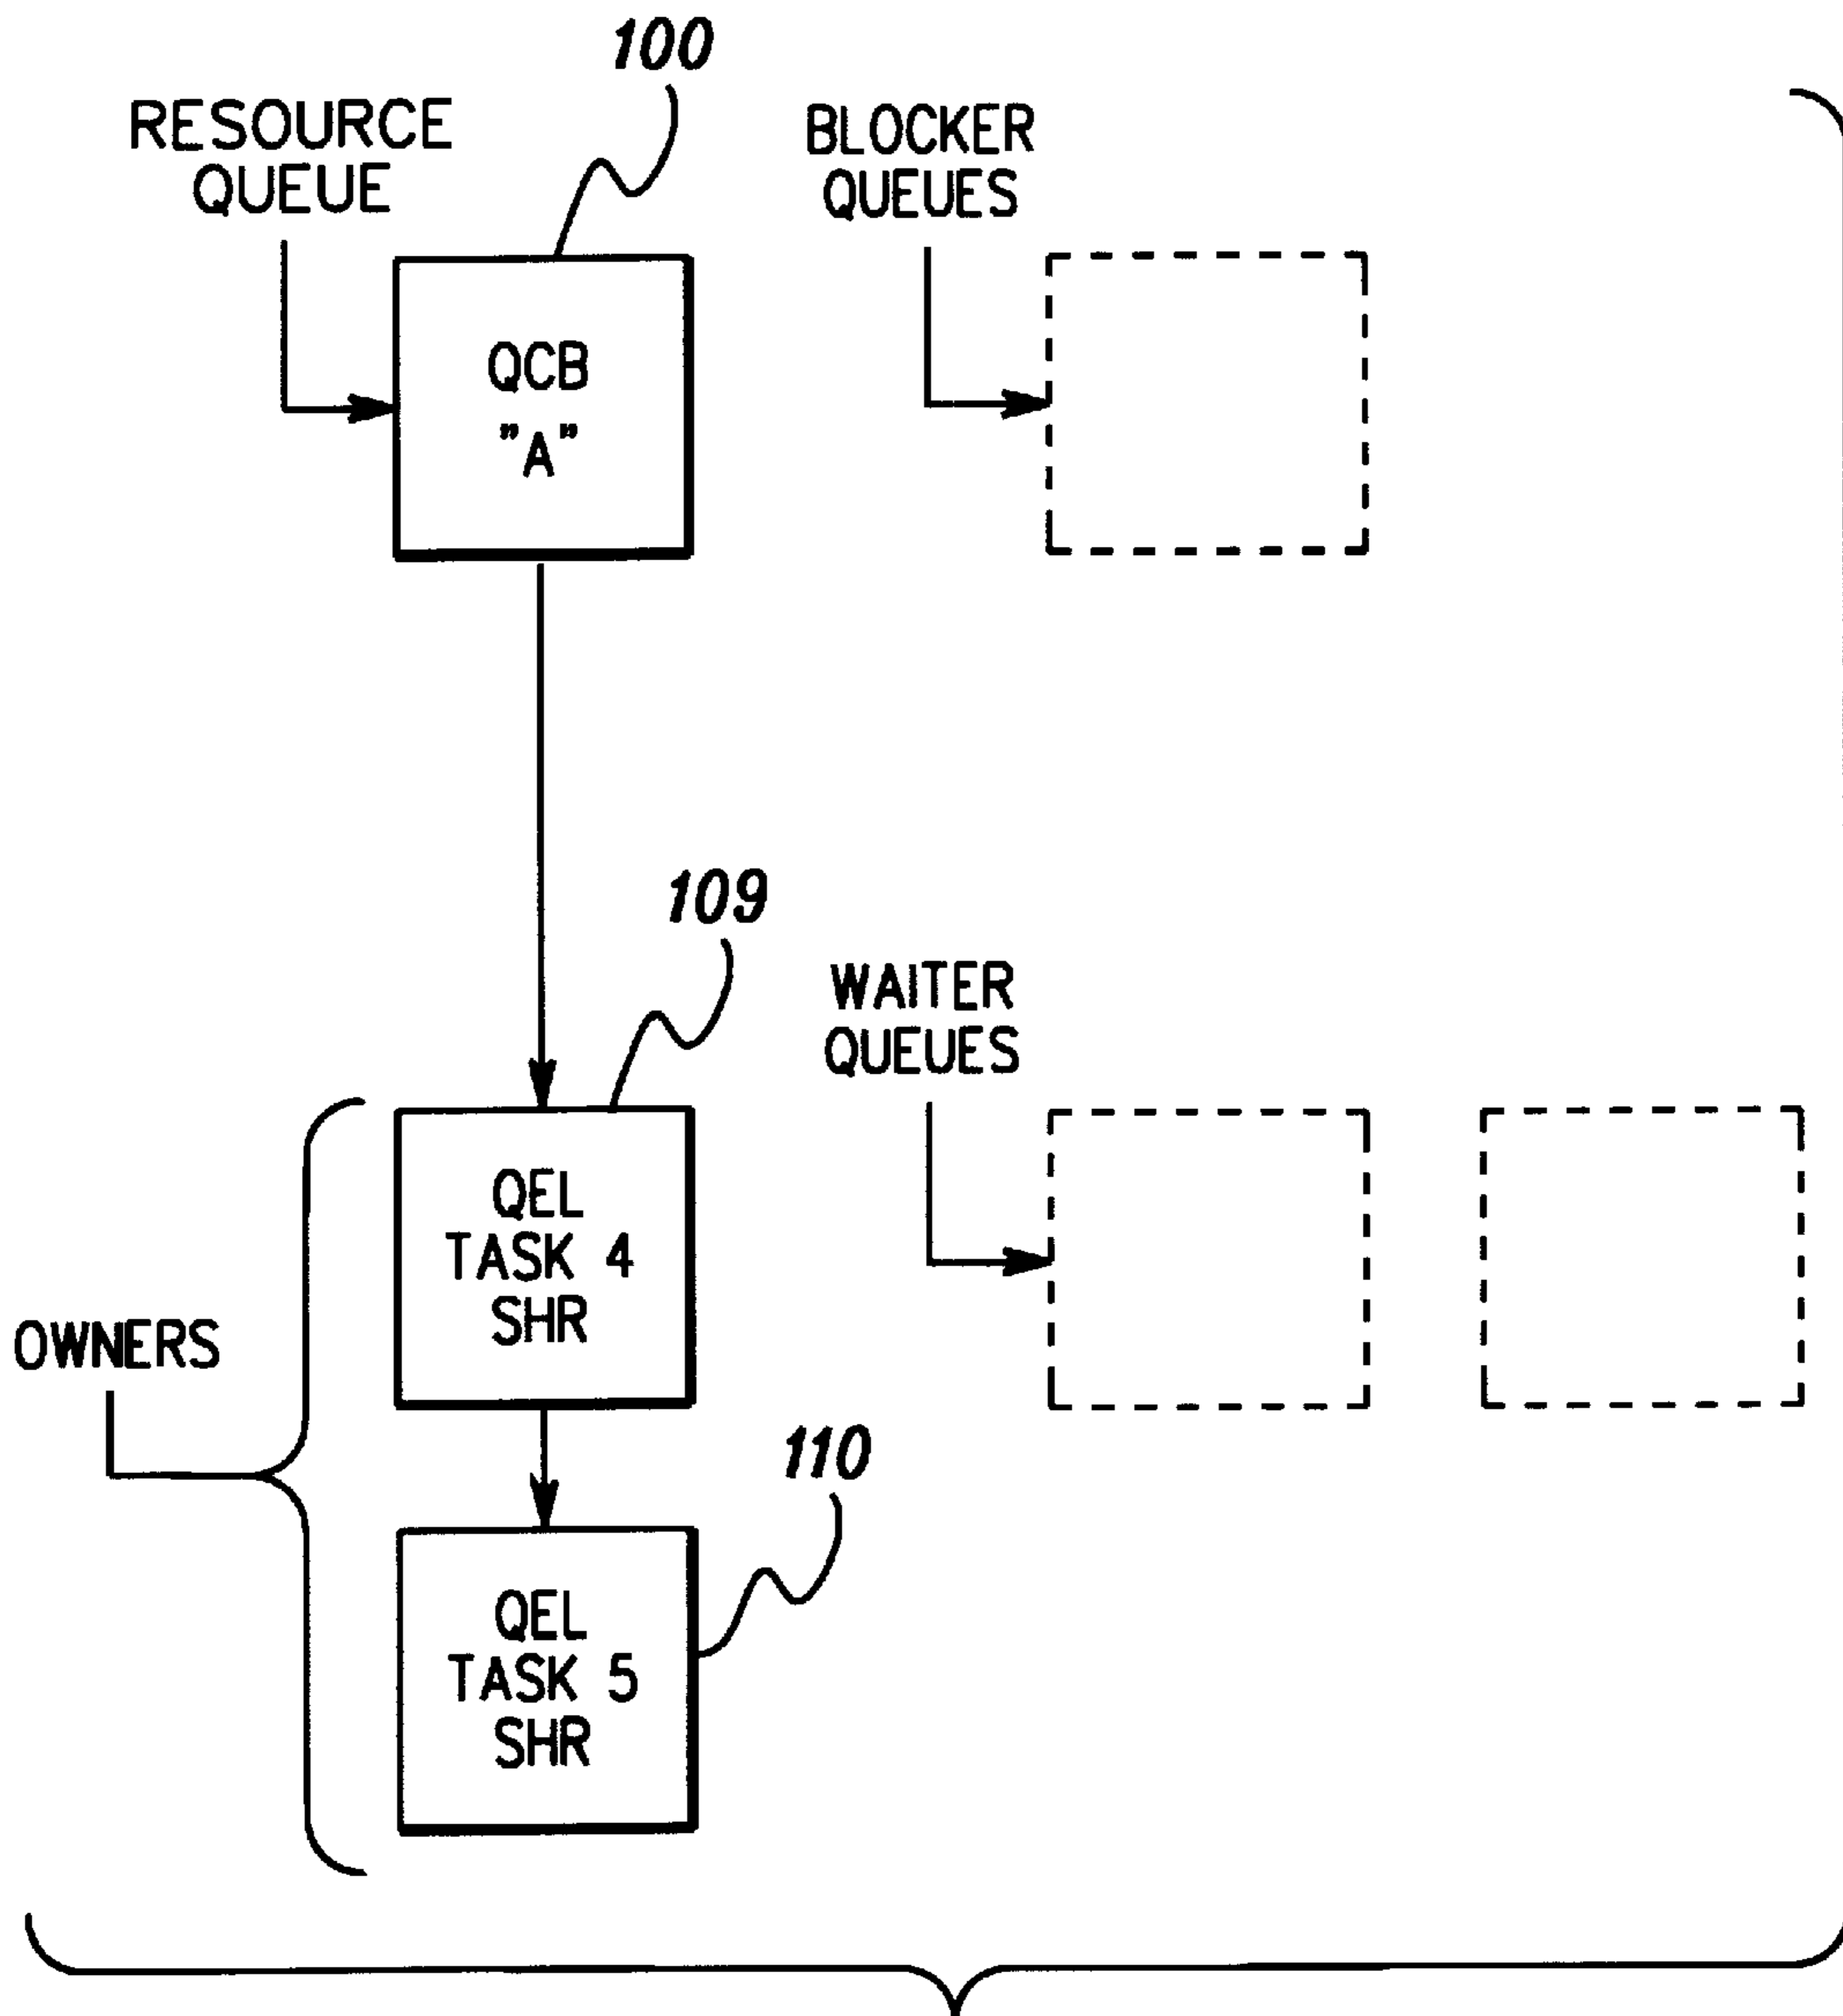 100
RESOURCE
QUEUE
BLOCKER
QUEUES
QCB
"A"
109
WAITER
QUEUES
QEL
TASK 4
SHR
OWNERS
110
QEL
TASK 5
SHR